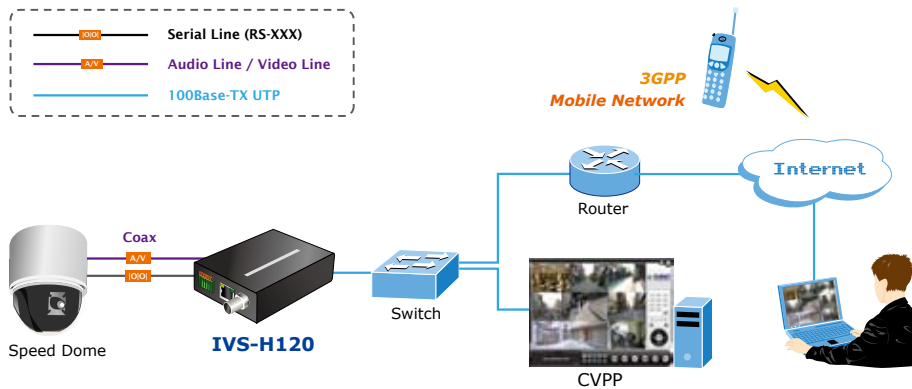 |O|O| Serial Line (RS-XXX)
A/V Audio Line / Video Line
100Base-TX UTP
3GPP
Mobile Network
Internet
Router
Coax
A/V
|O|O|
Speed Dome
IVS-H120
Switch
CVPP